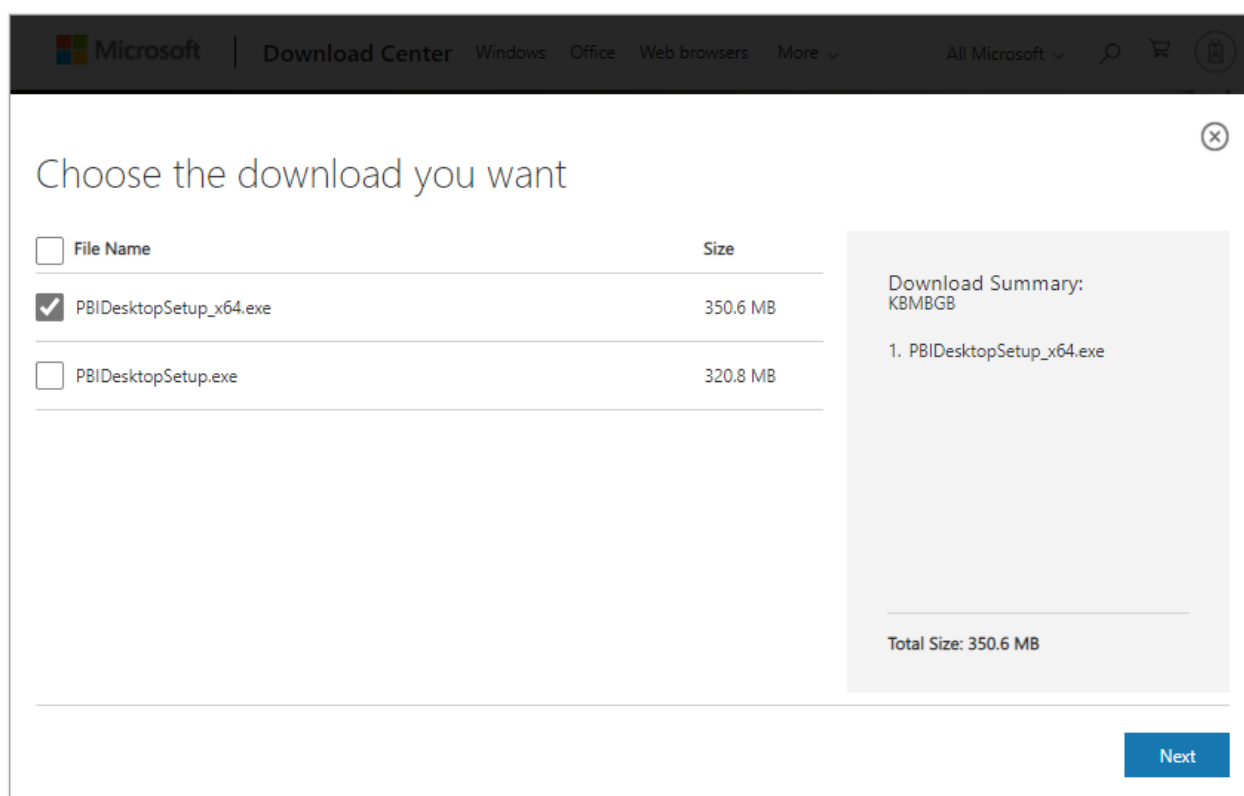 Microsoft Download Center Windows Office Web browsers More All Microsoft
Choose the download you want
File Name Size
PBIDesktopSetup_x64.exe 350.6 MB
PBIDesktopSetup.exe 320.8 MB
Download Summary:
KBMBGB
1. PBIDesktopSetup_x64.exe
Total Size: 350.6 MB
Next